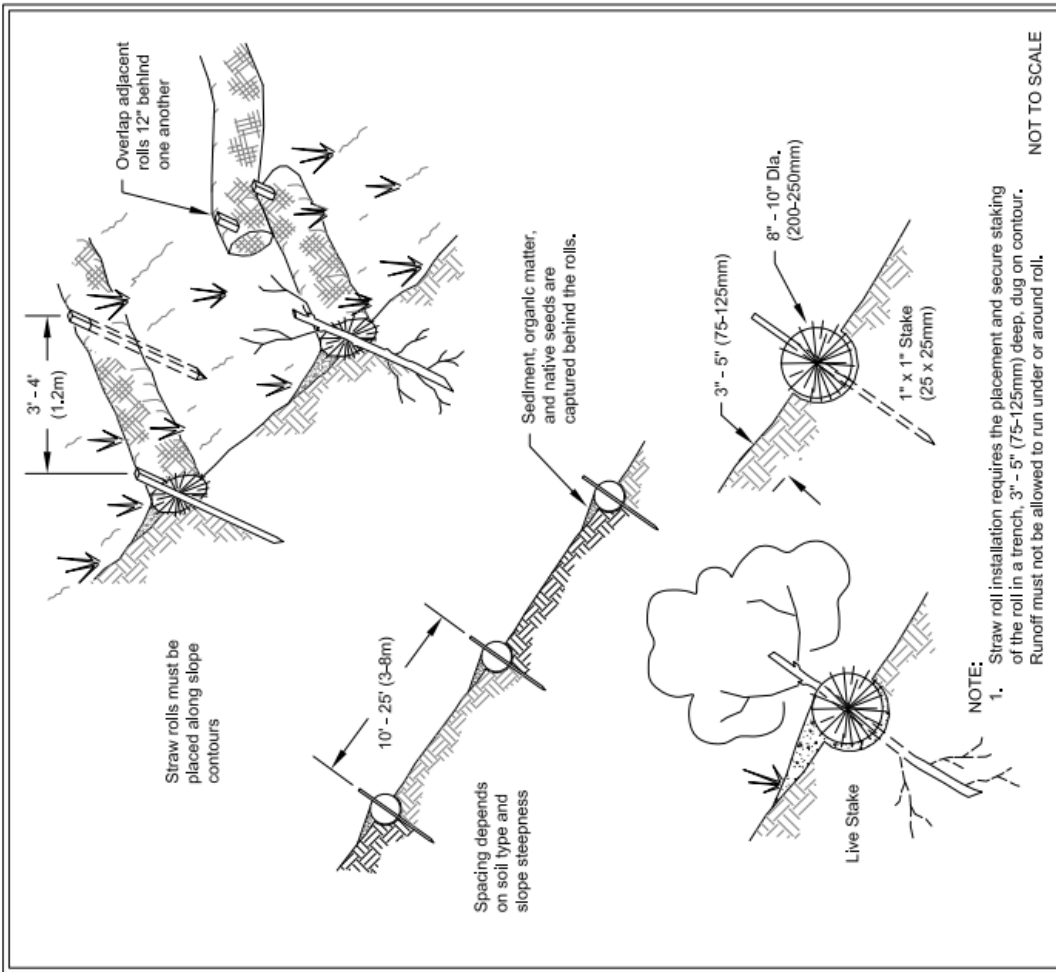 3' - 4'
(1.2m)
Overlap adjacent
rolls 12" behind
one another
Straw rolls must be
placed along slope
contours
10' - 25' (3-8m)
Sediment, organic matter,
and native seeds are
captured behind the rolls.
Spacing depends
on soil type and
slope steepness
3" - 5" (75-125mm)
8" - 10" Dia.
(200-250mm)
Live Stake
1" x 1" Stake
(25 x 25mm)
NOTE:
1. Straw roll installation requires the placement and secure staking
of the roll in a trench, 3" - 5" (75-125mm) deep, dug on contour.
Runoff must not be allowed to run under or around roll.
NOT TO SCALE